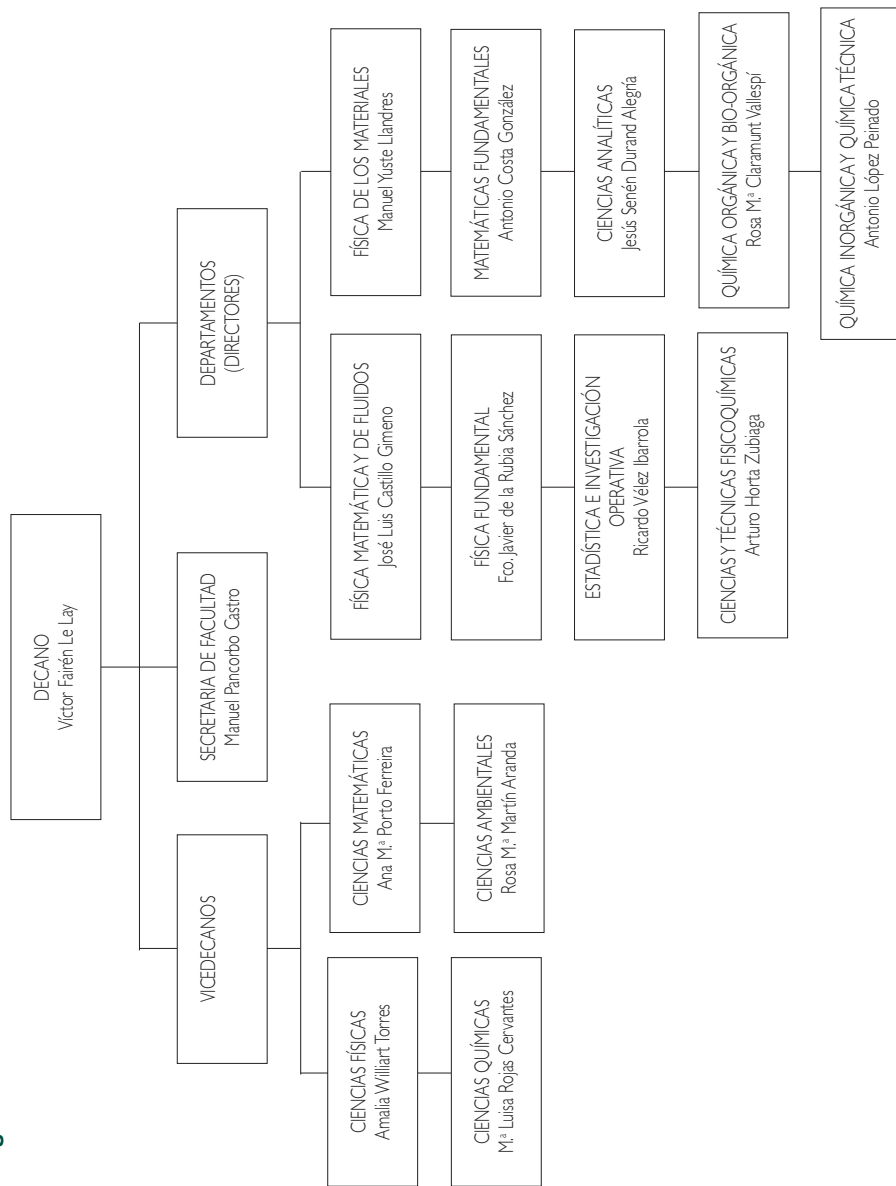 DECANO
Víctor Fairén Le Lay
VICEDECANOS
SECRETARIA DE FACULTAD
Manuel Pancorbo Castro
DEPARTAMENTOS
(DIRECTORES)
CIENCIAS FÍSICAS
Amalia Williart Torres
CIENCIAS MATEMÁTICAS
Ana M.ª Porto Ferreira
CIENCIAS QUÍMICAS
M.ª Luisa Rojas Cervantes
CIENCIAS AMBIENTALES
Rosa M.ª Martín Aranda
FÍSICA MATEMÁTICA Y DE FLUIDOS
José Luis Castillo Gimeno
FÍSICA DE LOS MATERIALES
Manuel Yuste Llandres
FÍSICA FUNDAMENTAL
Fco. Javier de la Rubia Sánchez
MATEMÁTICAS FUNDAMENTALES
Antonio Costa González
ESTADÍSTICA E INVESTIGACIÓN
OPERATIVA
Ricardo Vélez Ibarrola
CIENCIAS ANALÍTICAS
Jesús Senén Durand Alegría
CIENCIAS Y TÉCNICAS FISICOQUÍMICAS
Arturo Horta Zubiaga
QUÍMICA ORGÁNICA Y BIO-ORGÁNICA
Rosa M.ª Claramunt Vallespí
QUÍMICA INORGÁNICA Y QUÍMICA TÉCNICA
Antonio López Peinado